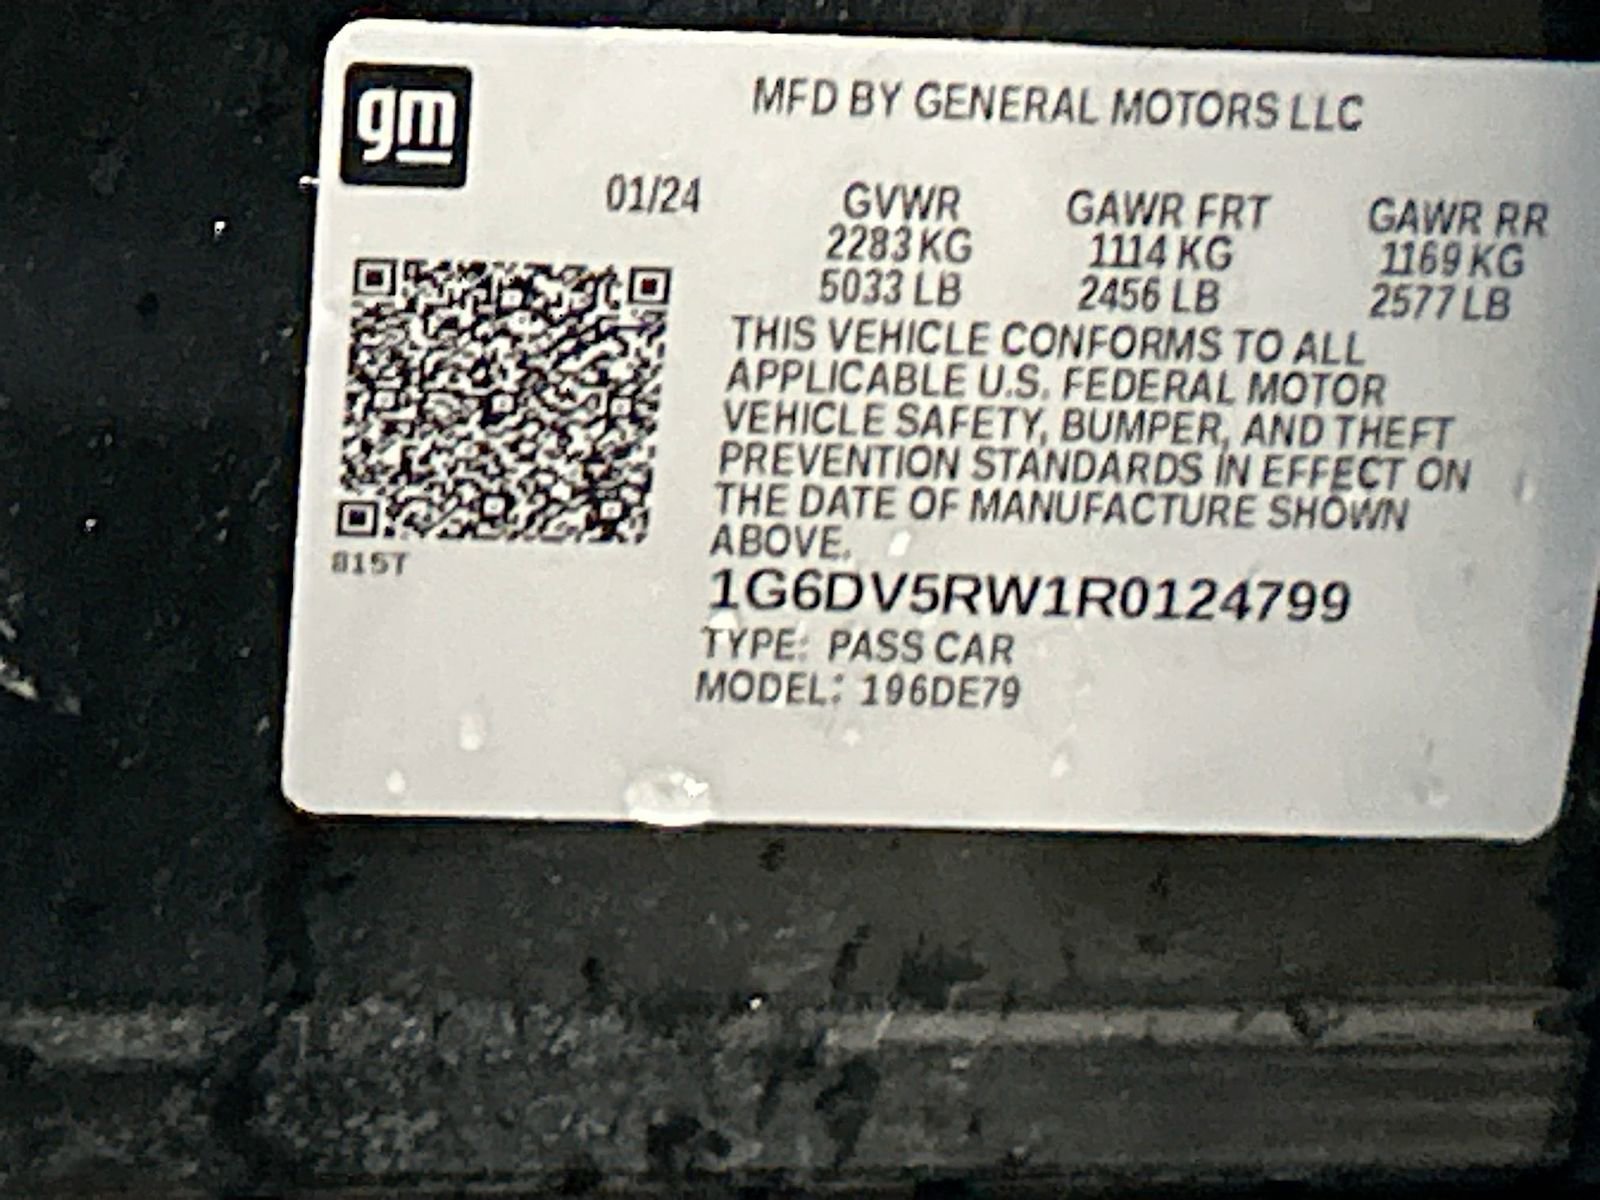 gm
MFD BY GENERAL MOTORS LLC
01/24
GVWR GAWR FRT GAWR RR
2283 KG 1114 KG 1169 KG
5033 LB 2456 LB 2577 LB
THIS VEHICLE CONFORMS TO ALL
APPLICABLE U.S. FEDERAL MOTOR
VEHICLE SAFETY, BUMPER, AND THEFT
PREVENTION STANDARDS IN EFFECT ON
THE DATE OF MANUFACTURE SHOWN
ABOVE.
815T
1G6DV5RW1R0124799
TYPE: PASS CAR
MODEL: 196DE79